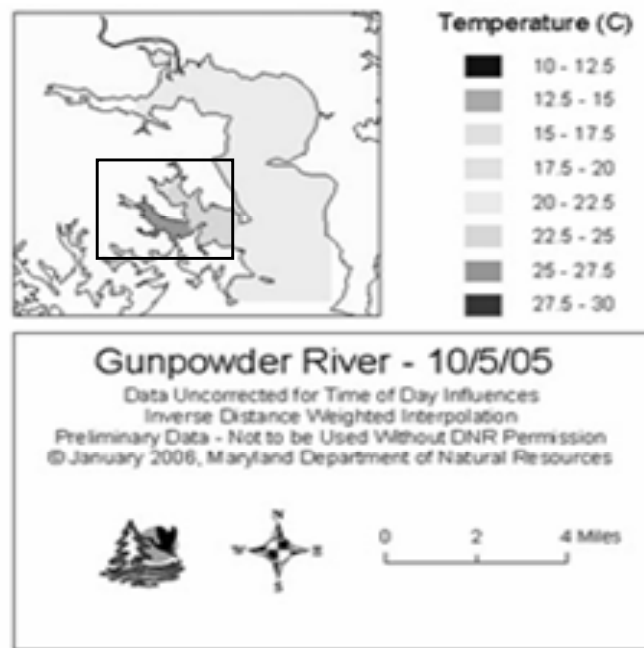 Temperature (C)
10 - 12.5
12.5 - 15
15 - 17.5
17.5 - 20
20 - 22.5
22.5 - 25
25 - 27.5
27.5 - 30
Gunpowder River - 10/5/05
Data Uncorrected for Time of Day Influences
Inverse Distance Weighted Interpolation
Preliminary Data - Not to be Used Without DNR Permission
© January 2006, Maryland Department of Natural Resources
N
W E
S
0 2 4 Miles